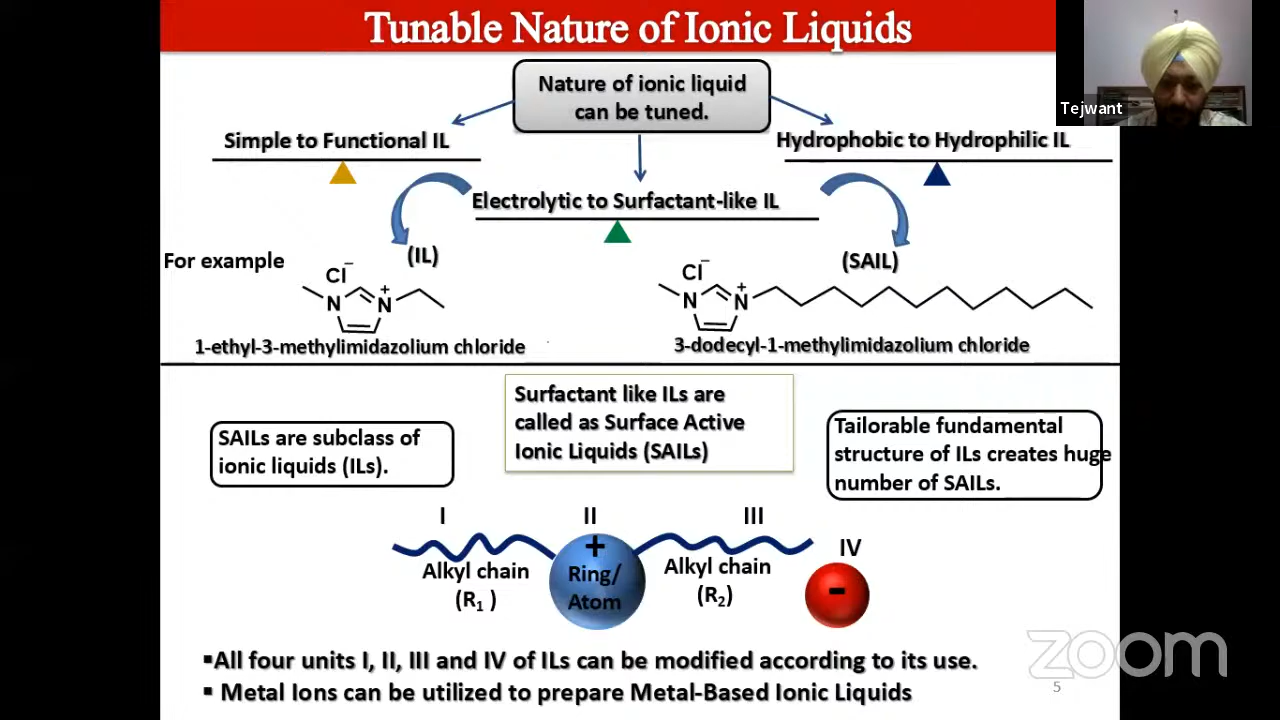 Tunable Nature of Ionic Liquids
Tejwant
Nature of ionic liquid
can be tuned.
Simple to Functional IL
Hydrophobic to Hydrophilic IL
Electrolytic to Surfactant-like IL
For example
(IL)
(SAIL)
Cl⁻
N
N
+
Cl⁻
N
N
+
1-ethyl-3-methylimidazolium chloride
3-dodecyl-1-methylimidazolium chloride
Surfactant like ILs are
called as Surface Active
Ionic Liquids (SAILs)
SAILs are subclass of
ionic liquids (ILs).
Tailorable fundamental
structure of ILs creates huge
number of SAILs.
I
II
III
IV
+
Ring/
Atom
Alkyl chain
(R₁ )
Alkyl chain
(R₂)
-
▪All four units I, II, III and IV of ILs can be modified according to its use.
▪ Metal Ions can be utilized to prepare Metal-Based Ionic Liquids
zoom
5